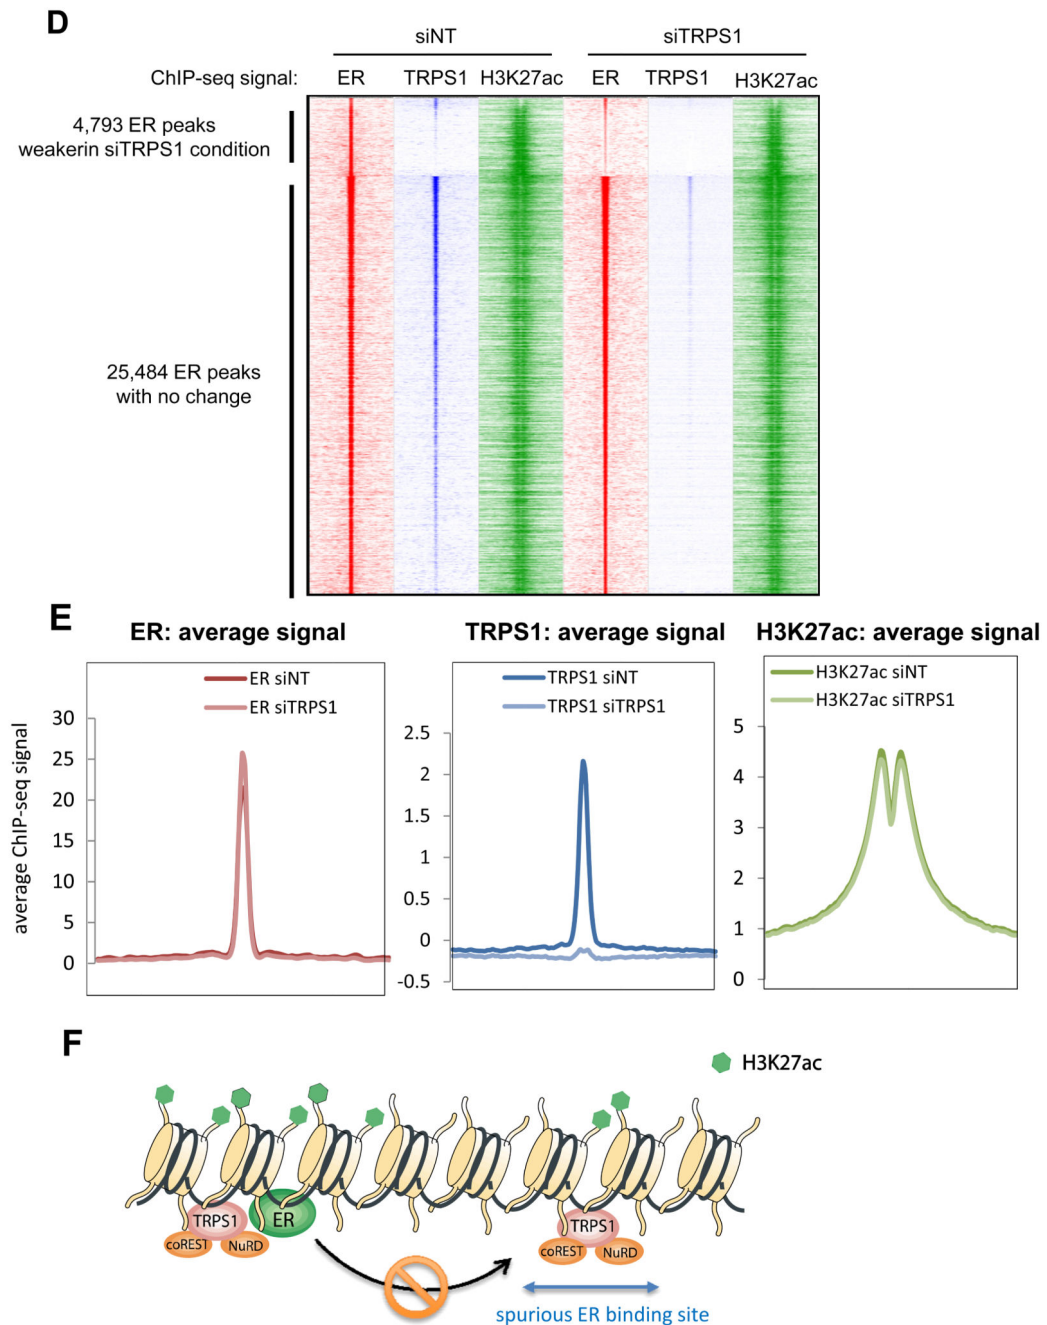 D
siNT siTRPS1
ChIP-seq signal: ER TRPS1 H3K27ac ER TRPS1 H3K27ac
4,793 ER peaks
weakerin siTRPS1 condition
25,484 ER peaks
with no change
E
ER: average signal
average ChIP-seq signal
ER siNT
ER siTRPS1
30
25
20
15
10
5
0
TRPS1: average signal
TRPS1 siNT
TRPS1 siTRPS1
2.5
2
1.5
1
0.5
0
-0.5
H3K27ac: average signal
H3K27ac siNT
H3K27ac siTRPS1
5
4
3
2
1
0
F
H3K27ac
TRPS1 ER
coREST NuRD
TRPS1
coREST NuRD
spurious ER binding site